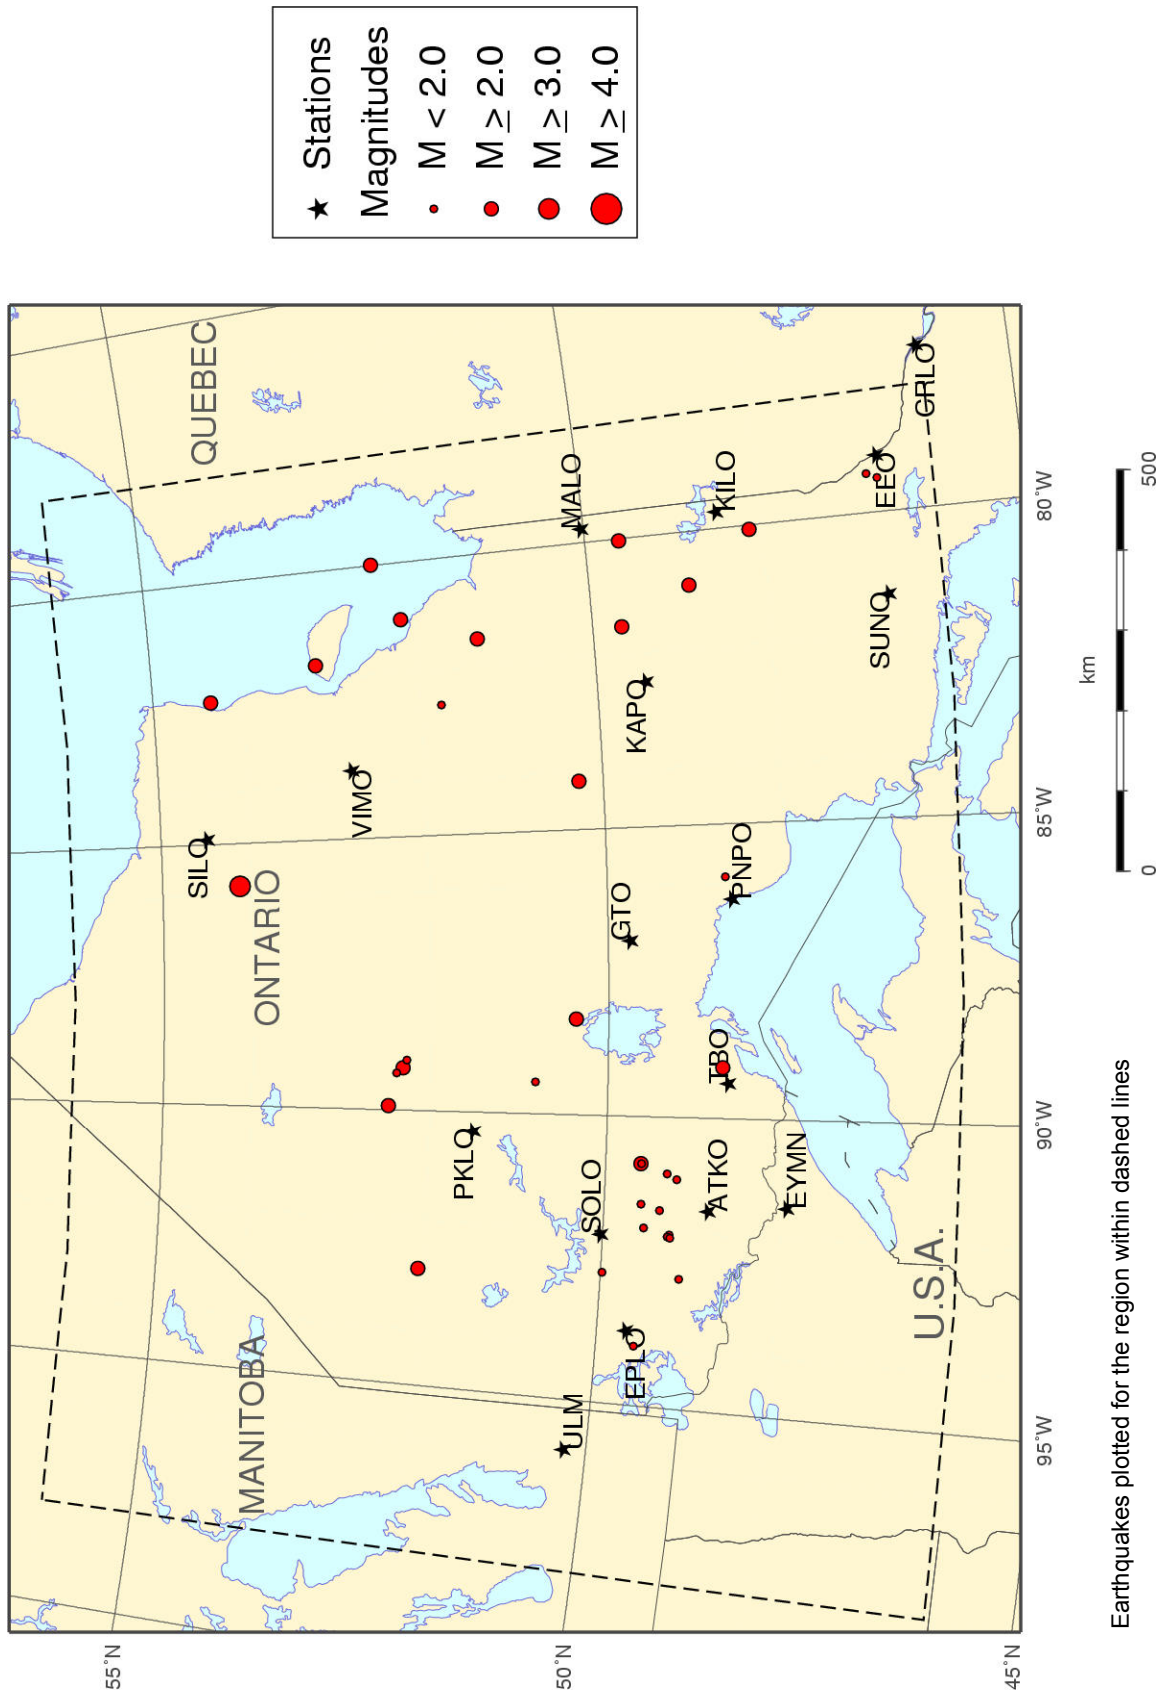 Stations
Magnitudes
M < 2.0
M ≥ 2.0
M ≥ 3.0
M ≥ 4.0
55°N
50°N
45°N
95°W
90°W
85°W
80°W
MANITOBA
ONTARIO
QUEBEC
U.S.A.
SILO
VIMO
MALO
KILO
KAPO
EEO
CRLO
SUNO
GTO
PNPO
TBO
PKLO
SOLO
ATKO
EYMN
EPLO
ULM
km
0
500
Earthquakes plotted for the region within dashed lines